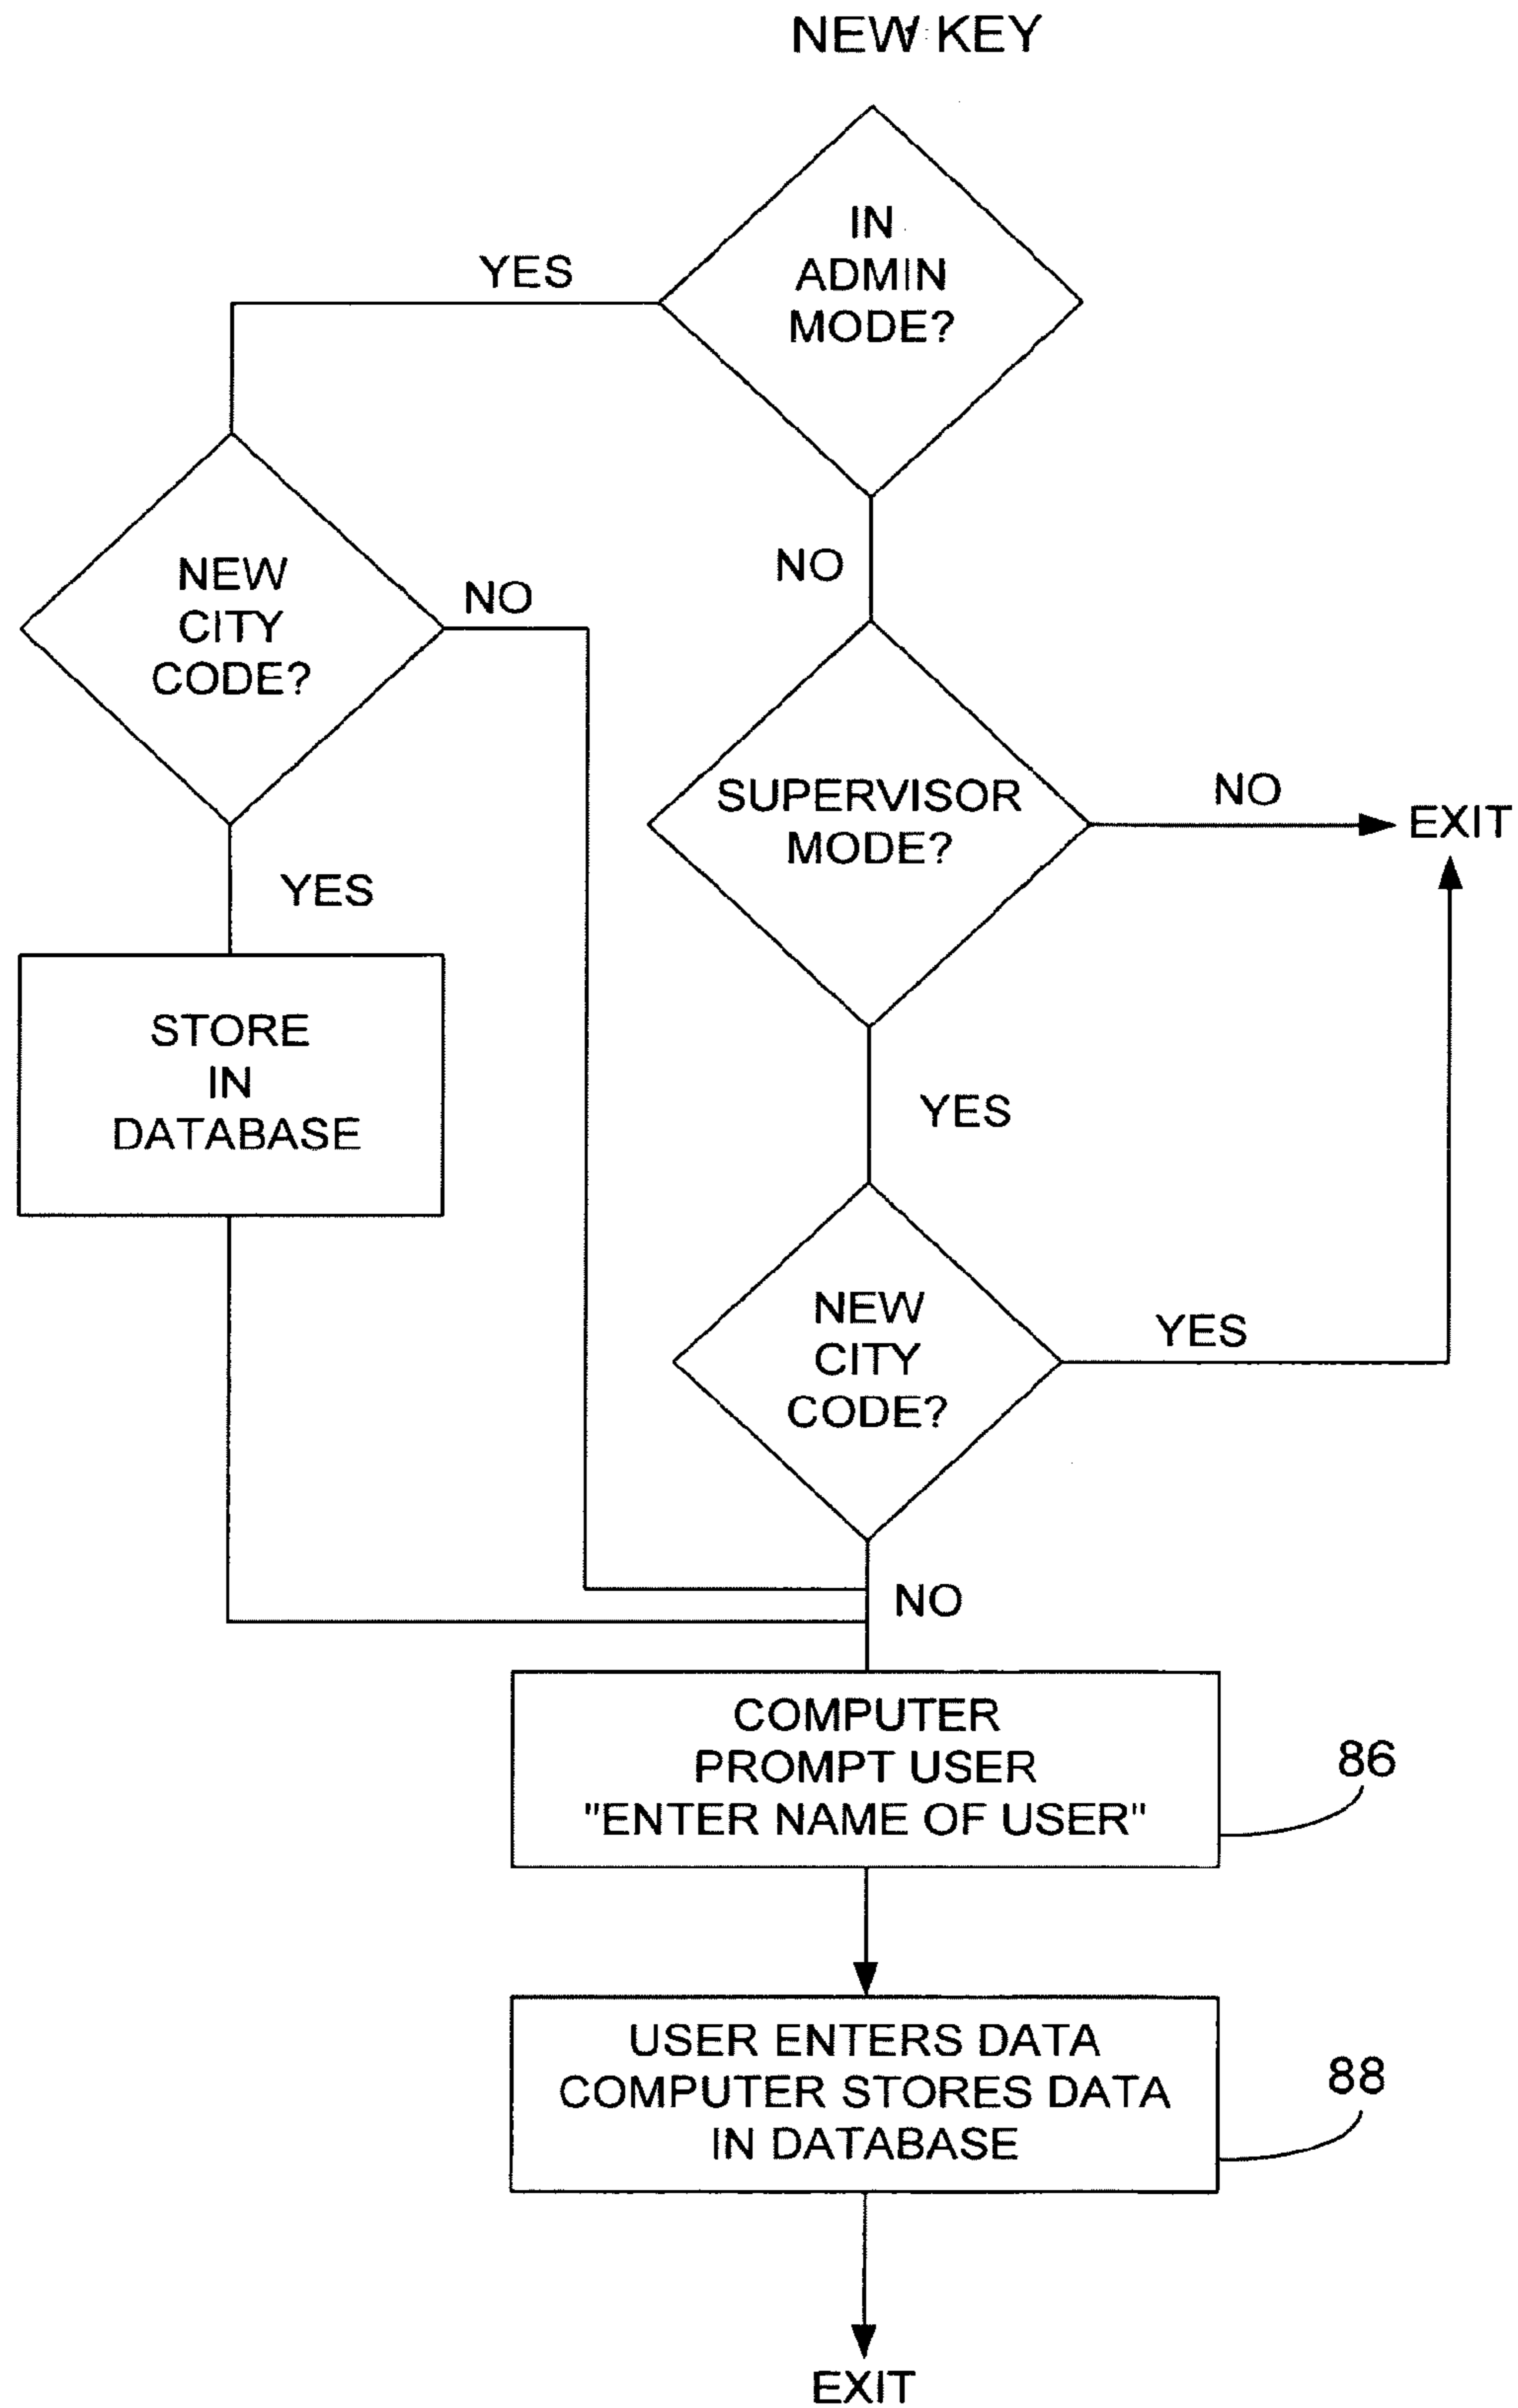 NEW KEY
IN
ADMIN
MODE?
YES
NO
NEW
CITY
CODE?
NO
YES
STORE
IN
DATABASE
SUPERVISOR
MODE?
NO
EXIT
YES
NEW
CITY
CODE?
YES
NO
COMPUTER
PROMPT USER
"ENTER NAME OF USER"
86
USER ENTERS DATA
COMPUTER STORES DATA
IN DATABASE
88
EXIT